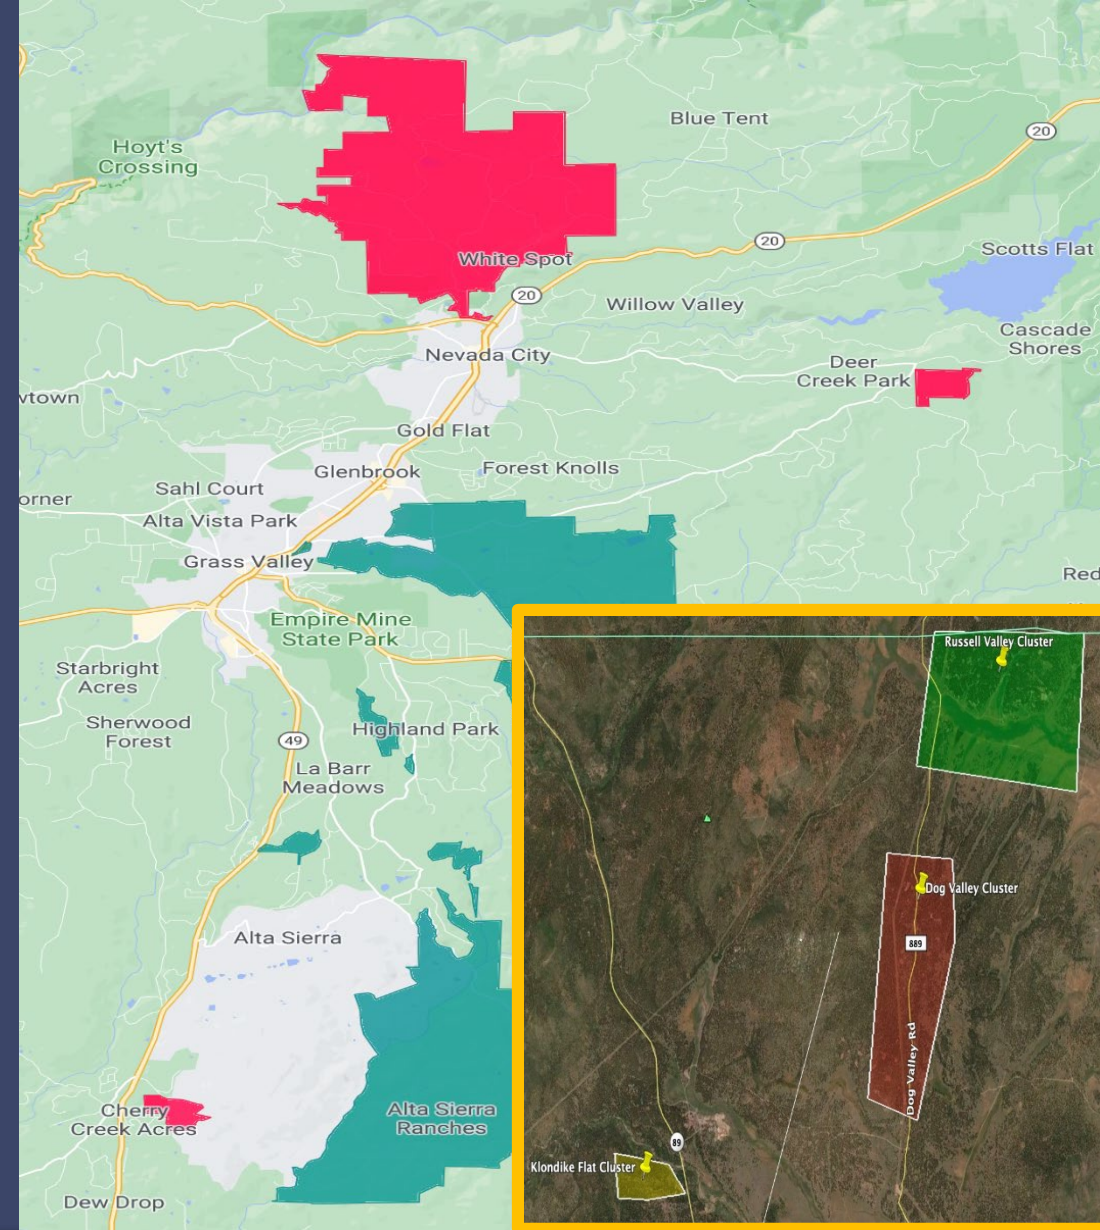 Blue Tent
20
Hoyt's
Crossing
20
Scotts Flat
White Spot
20
Willow Valley
Cascade
Shores
Nevada City
Deer
Creek Park
wtown
Gold Flat
Glenbrook
Forest Knolls
Sahl Court
orner
Alta Vista Park
Grass Valley
Red
Empire Mine
State Park
Starbright
Acres
Sherwood
Forest
Highland Park
49
La Barr
Meadows
Alta Sierra
Cherry
Creek Acres
Alta Sierra
Ranches
Dew Drop
Russell Valley Cluster
Dog Valley Cluster
889
Dog Valley Rd
89
Klondike Flat Cluster